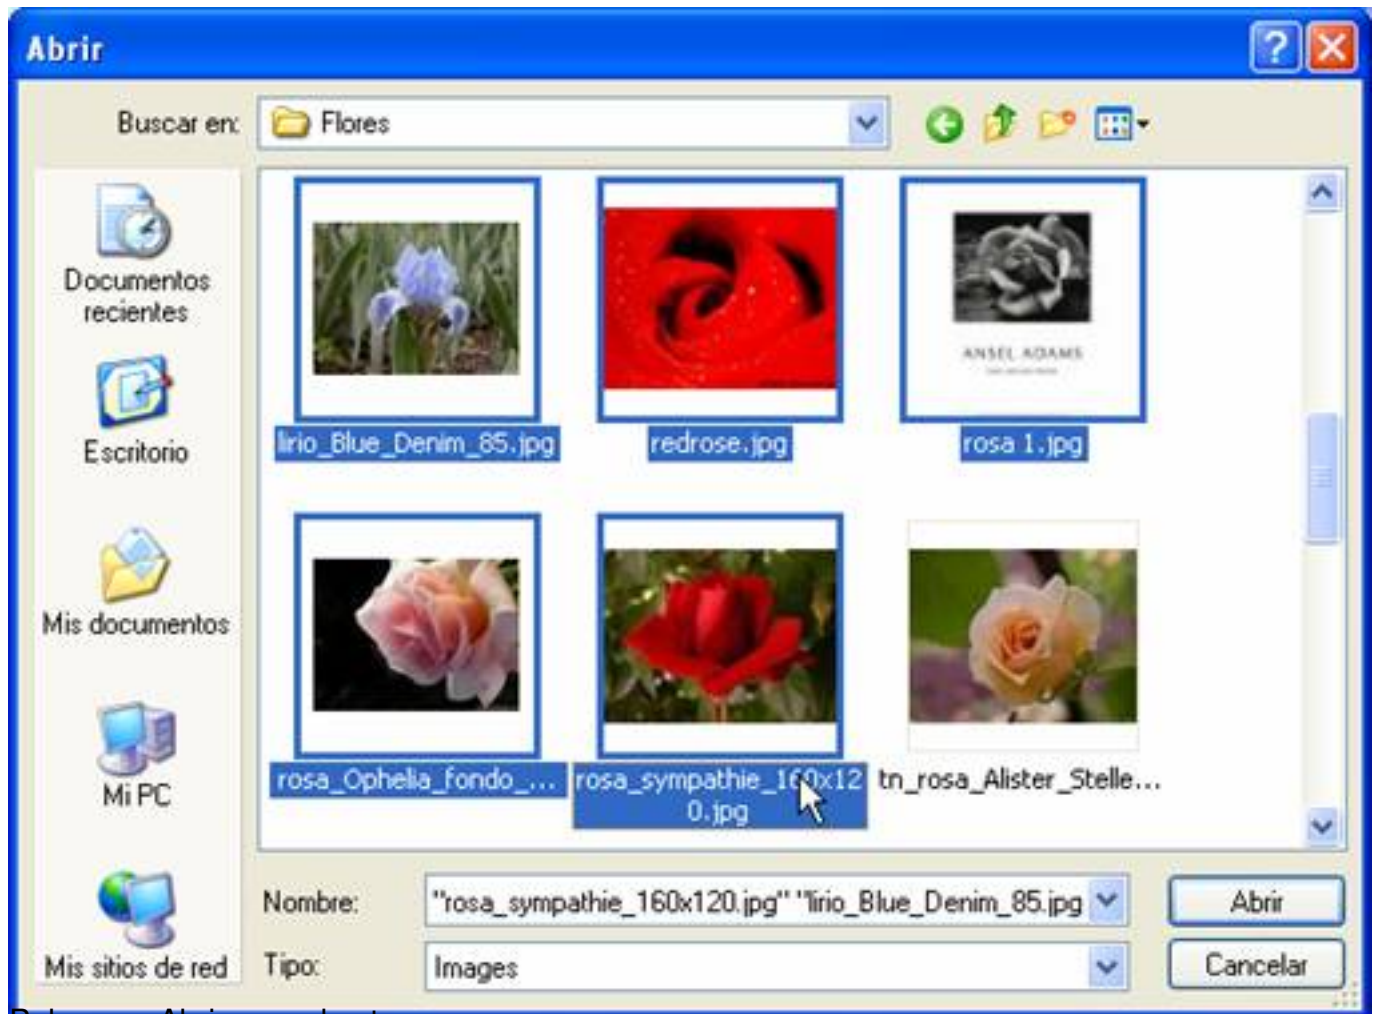 Abrir
Buscar en:
Flores
Documentos
recientes
Escritorio
Mis documentos
Mi PC
Mis sitios de red
ANSEL ADAMS
lirio_Blue_Denim_85.jpg
redrose.jpg
rosa 1.jpg
rosa_Ophelia_fondo_...
rosa_sympathie_160x12
0.jpg
tn_rosa_Alister_Stelle...
Nombre:
"rosa_sympathie_160x120.jpg" "lirio_Blue_Denim_85.jpg
Abrir
Tipo:
Images
Cancelar